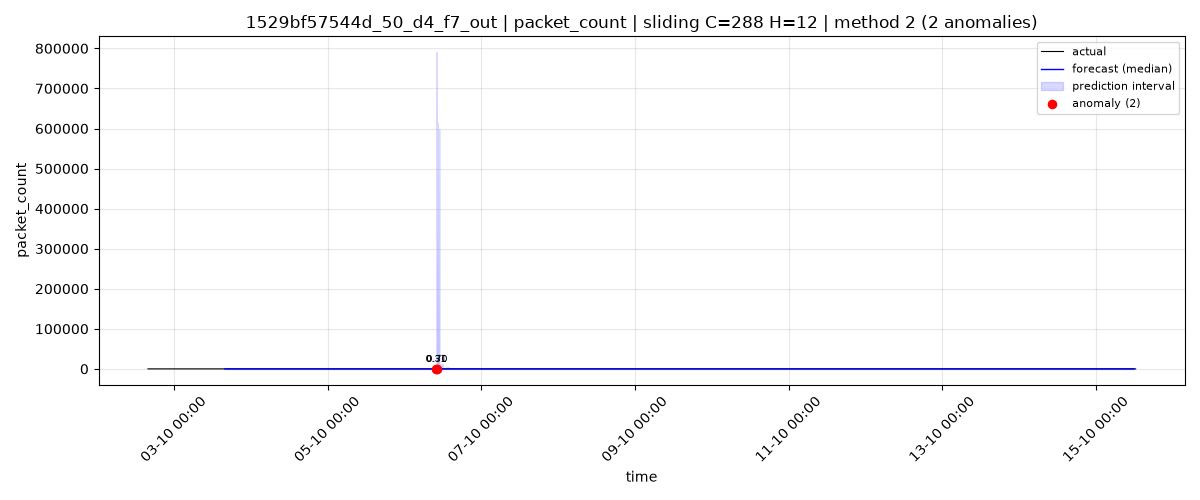 1529bf57544d_50_d4_f7_out | packet_count | sliding C=288 H=12 | method 2 (2 anomalies)
actual
forecast (median)
prediction interval
anomaly (2)
800000
700000
600000
500000
400000
300000
200000
100000
0
packet_count
03-10 00:00
05-10 00:00
07-10 00:00
09-10 00:00
11-10 00:00
13-10 00:00
15-10 00:00
time